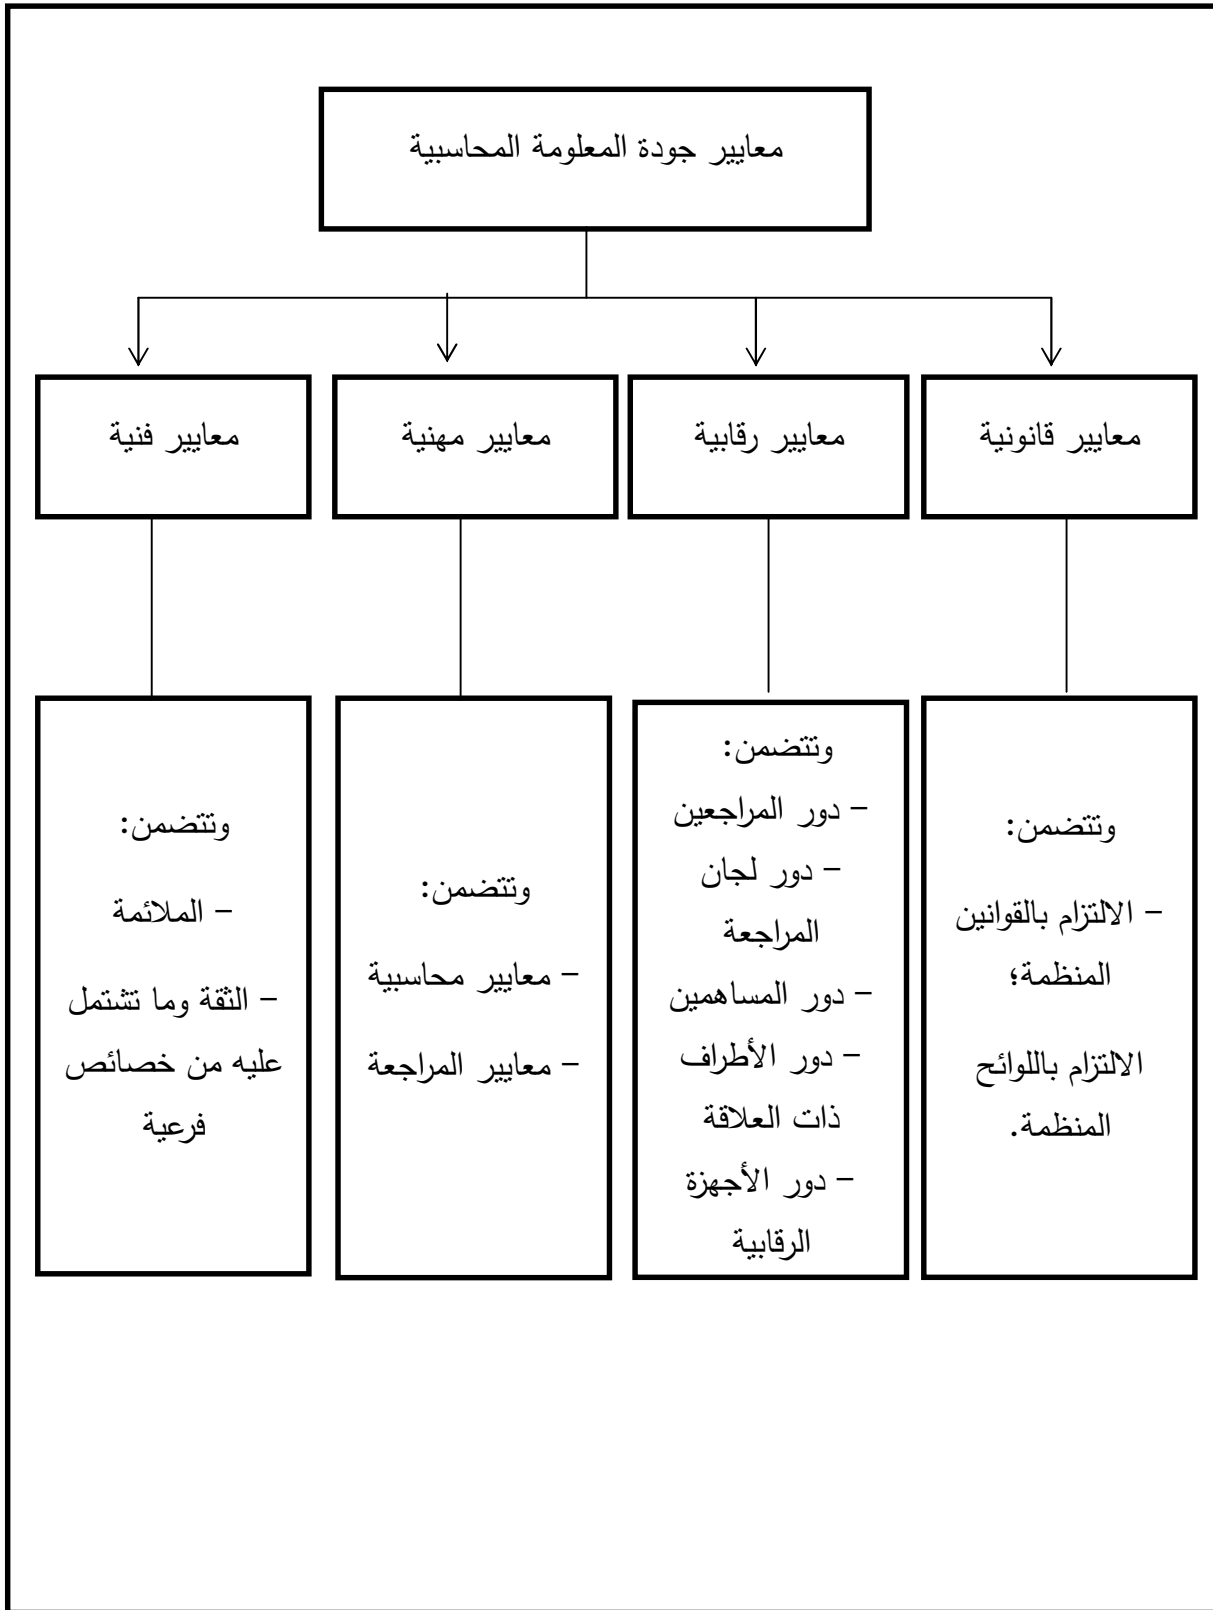 معايير جودة المعلومة المحاسبية
معايير قانونية
معايير رقابية
معايير مهنية
معايير فنية
وتتضمن:
- الالتزام بالقوانين
المنظمة؛
الالتزام باللوائح
المنظمة.
وتتضمن:
- دور المراجعين
- دور لجان
المراجعة
- دور المساهمين
- دور الأطراف
ذات العلاقة
- دور الأجهزة
الرقابية
وتتضمن:
- معايير محاسبية
- معايير المراجعة
وتتضمن:
- الملائمة
- الثقة وما تشتمل
عليه من خصائص
فرعية